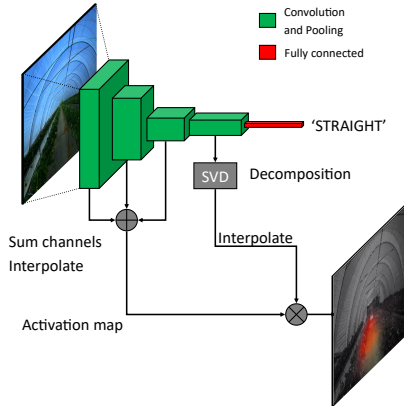 Convolution
and Pooling
Fully connected
‘STRAIGHT’
SVD
Decomposition
Sum channels
Interpolate
Interpolate
Activation map